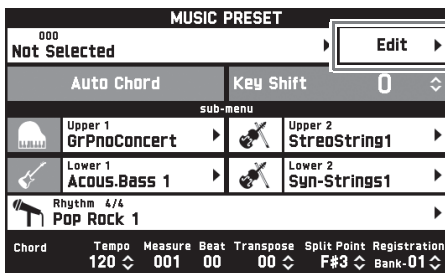 MUSIC PRESET
000
Not Selected
Edit
Auto Chord
Key Shift 0
sub-menu
Upper 1
GrPnoConcert
Upper 2
StreoString1
Lower 1
Acous.Bass 1
Lower 2
Syn-Strings1
Rhythm 4/4
Pop Rock 1
Chord Tempo Measure Beat Transpose Split Point Registration
120 001 00 00 F#3 Bank-01